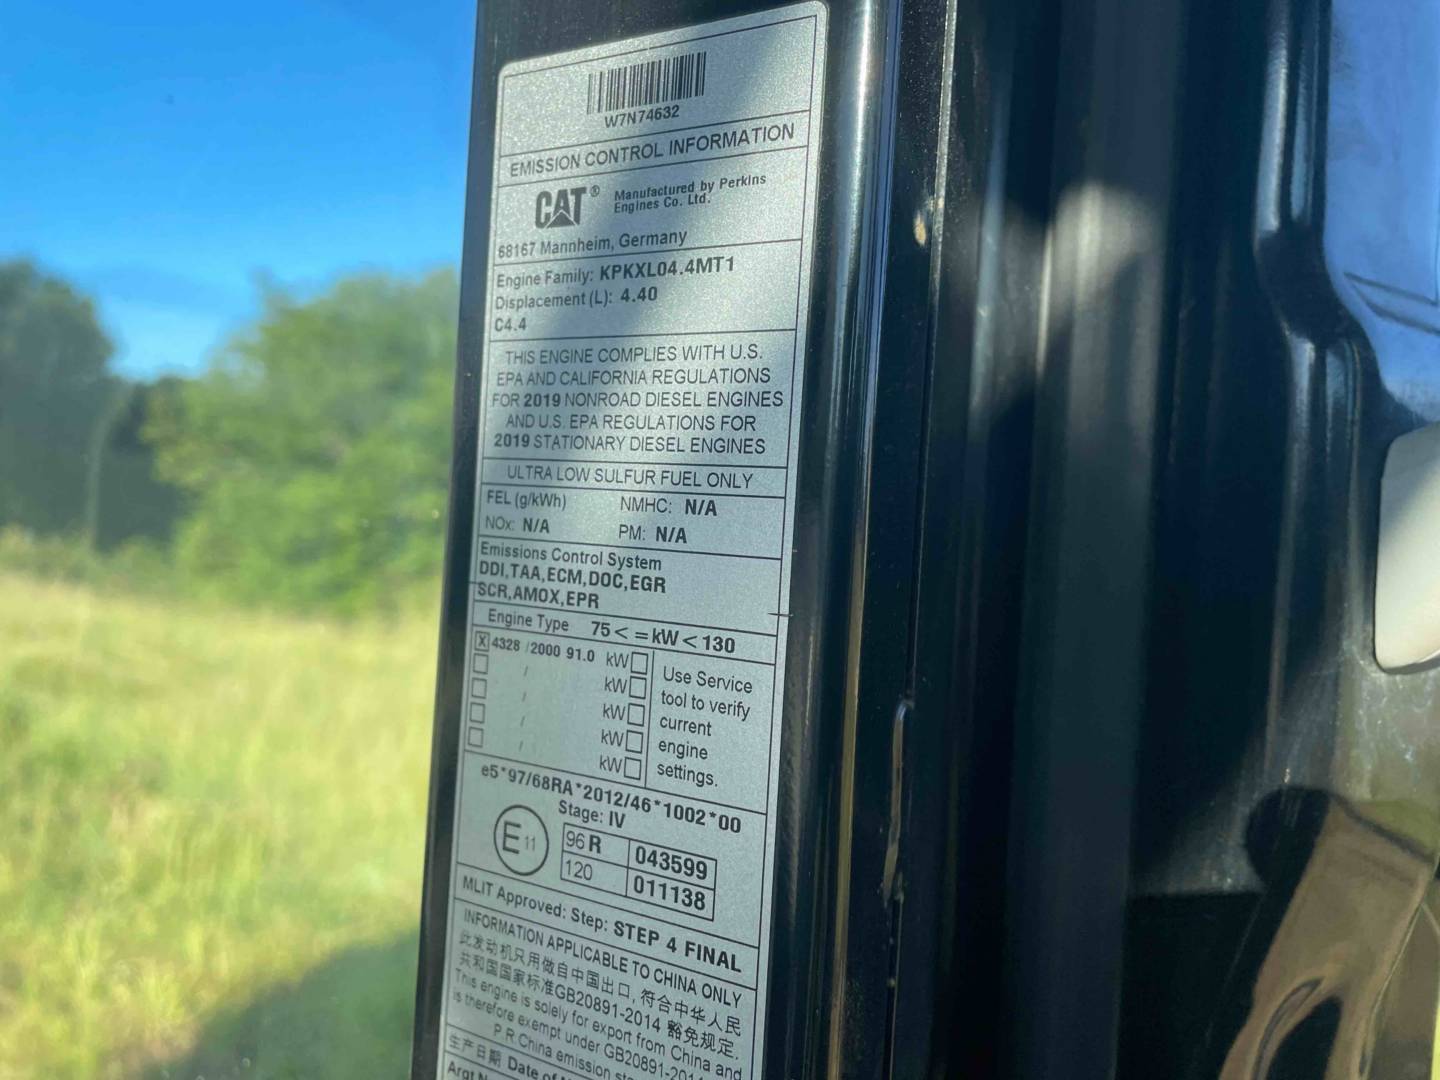 W7N74632
EMISSION CONTROL INFORMATION
CAT® Manufactured by Perkins
Engines Co. Ltd.
68167 Mannheim, Germany
Engine Family: KPKXL04.4MT1
Displacement (L): 4.40
C4.4
THIS ENGINE COMPLIES WITH U.S.
EPA AND CALIFORNIA REGULATIONS
FOR 2019 NONROAD DIESEL ENGINES
AND U.S. EPA REGULATIONS FOR
2019 STATIONARY DIESEL ENGINES
ULTRA LOW SULFUR FUEL ONLY
FEL (g/kWh) NMHC: N/A
NOx: N/A PM: N/A
Emissions Control System
DDI,TAA,ECM,DOC,EGR
SCR,AMOX,EPR
Engine Type 75<=kW<130
X 4328 /2000 91.0 kW
/ kW
/ kW
/ kW
/ kW
Use Service
tool to verify
current
engine
settings.
e5*97/68RA*2012/46*1002*00
Stage: IV
E 11
96 R 043599
120 011138
MLIT Approved: Step: STEP 4 FINAL
INFORMATION APPLICABLE TO CHINA ONLY
此发动机只用做自中国出口, 符合中华人民
共和国国家标准GB20891-2014 豁免规定.
This engine is solely for export from China and
is therefore exempt under GB20891-2014
P R China emission
生产日期 Date of